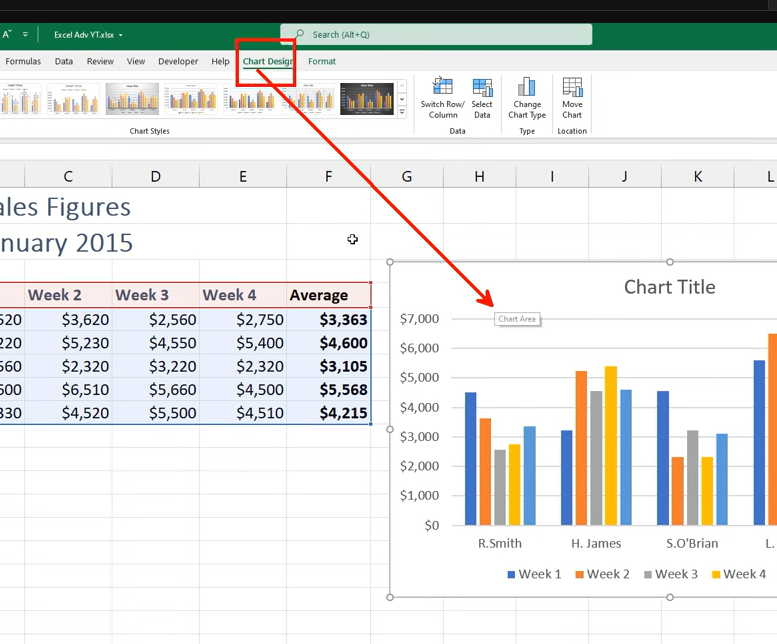 Excel Adv YT.xlsx
Search (Alt+Q)
Formulas Data Review View Developer Help Chart Design Format
Switch Row/
Column
Select
Data
Change
Chart Type
Move
Chart
Chart Styles Data Type Location
C D E F G H I J K L
ales Figures
nuary 2015
Week 2 Week 3 Week 4 Average
520 $3,620 $2,560 $2,750 $3,363
220 $5,230 $4,550 $5,400 $4,600
560 $2,320 $3,220 $2,320 $3,105
600 $6,510 $5,660 $4,500 $5,568
330 $4,520 $5,500 $4,510 $4,215
Chart Title
Chart Area
$7,000
$6,000
$5,000
$4,000
$3,000
$2,000
$1,000
$0
R.Smith H. James S.O'Brian L.
Week 1 Week 2 Week 3 Week 4